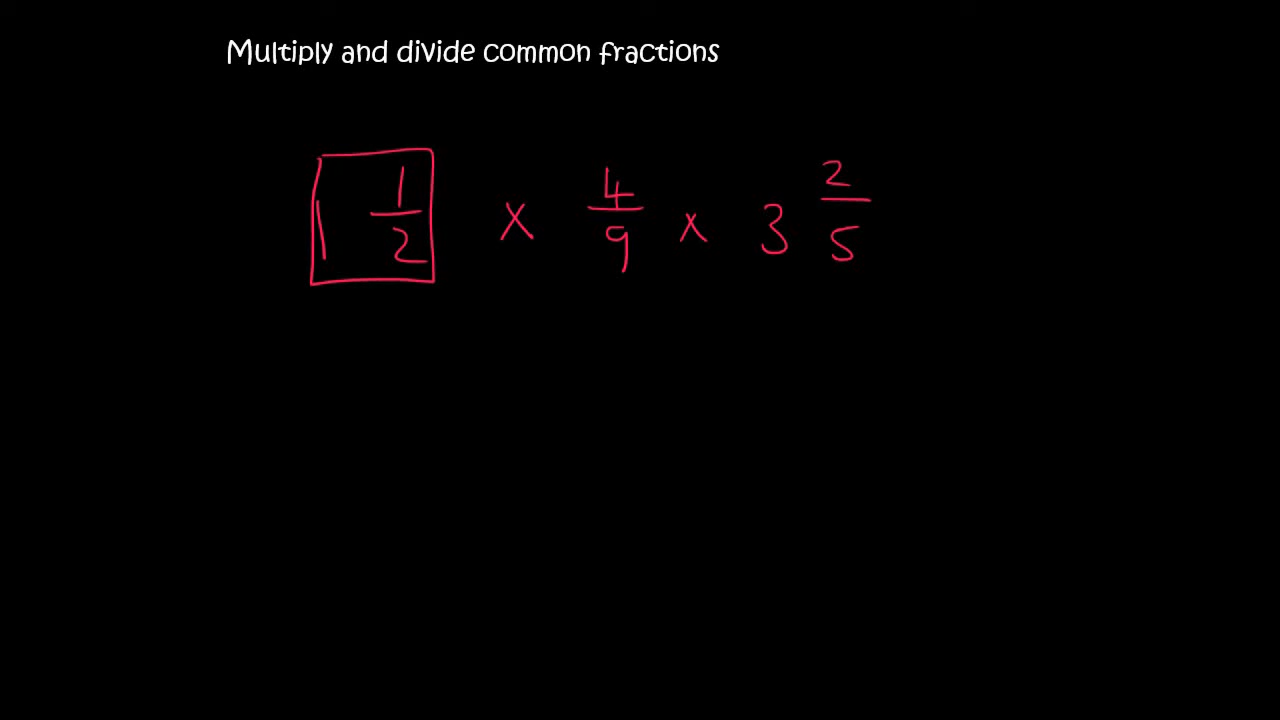 Multiply and divide common fractions
1 1/2 x 4/9 x 3 2/5